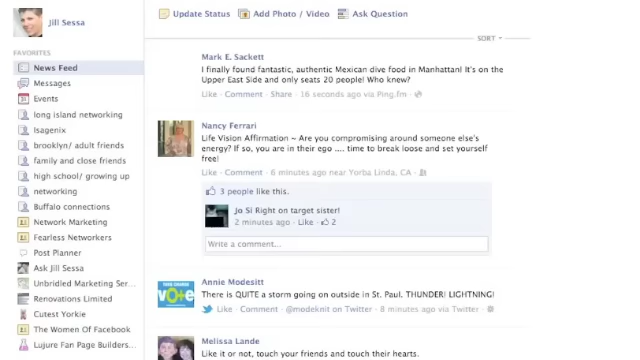 Jill Sessa
FAVORITES
News Feed
Messages
Events
long island networking
Isagenix
brooklyn/ adult friends
family and close friends
high school/ growing up
networking
Buffalo connections
Network Marketing
Fearless Networkers
Post Planner
Ask Jill Sessa
Unbridled Marketing Ser...
Renovations Limited
Cutest Yorkie
The Women Of Facebook
Lujure Fan Page Builders...
Update Status Add Photo / Video Ask Question
SORT
Mark E. Sackett
I finally found fantastic, authentic Mexican dive food in Manhattan! It's on the
Upper East Side and only seats 20 people! Who knew?
Like · Comment · Share · 16 seconds ago via Ping.fm ·
Nancy Ferrari
Life Vision Affirmation ~ Are you compromising around someone else's
energy? If so, you are in their ego .... time to break loose and set yourself
free!
Like · Comment · 6 minutes ago near Yorba Linda, CA ·
3 people like this.
Jo Si Right on target sister!
2 minutes ago · Like · 2
Write a comment...
Annie Modesitt
VOTE
There is QUITE a storm going on outside in St. Paul. THUNDER! LIGHTNING!
Like · Comment · @modeknit on Twitter · 8 minutes ago via Twitter ·
Melissa Lande
Like it or not, touch your friends and touch their hearts.